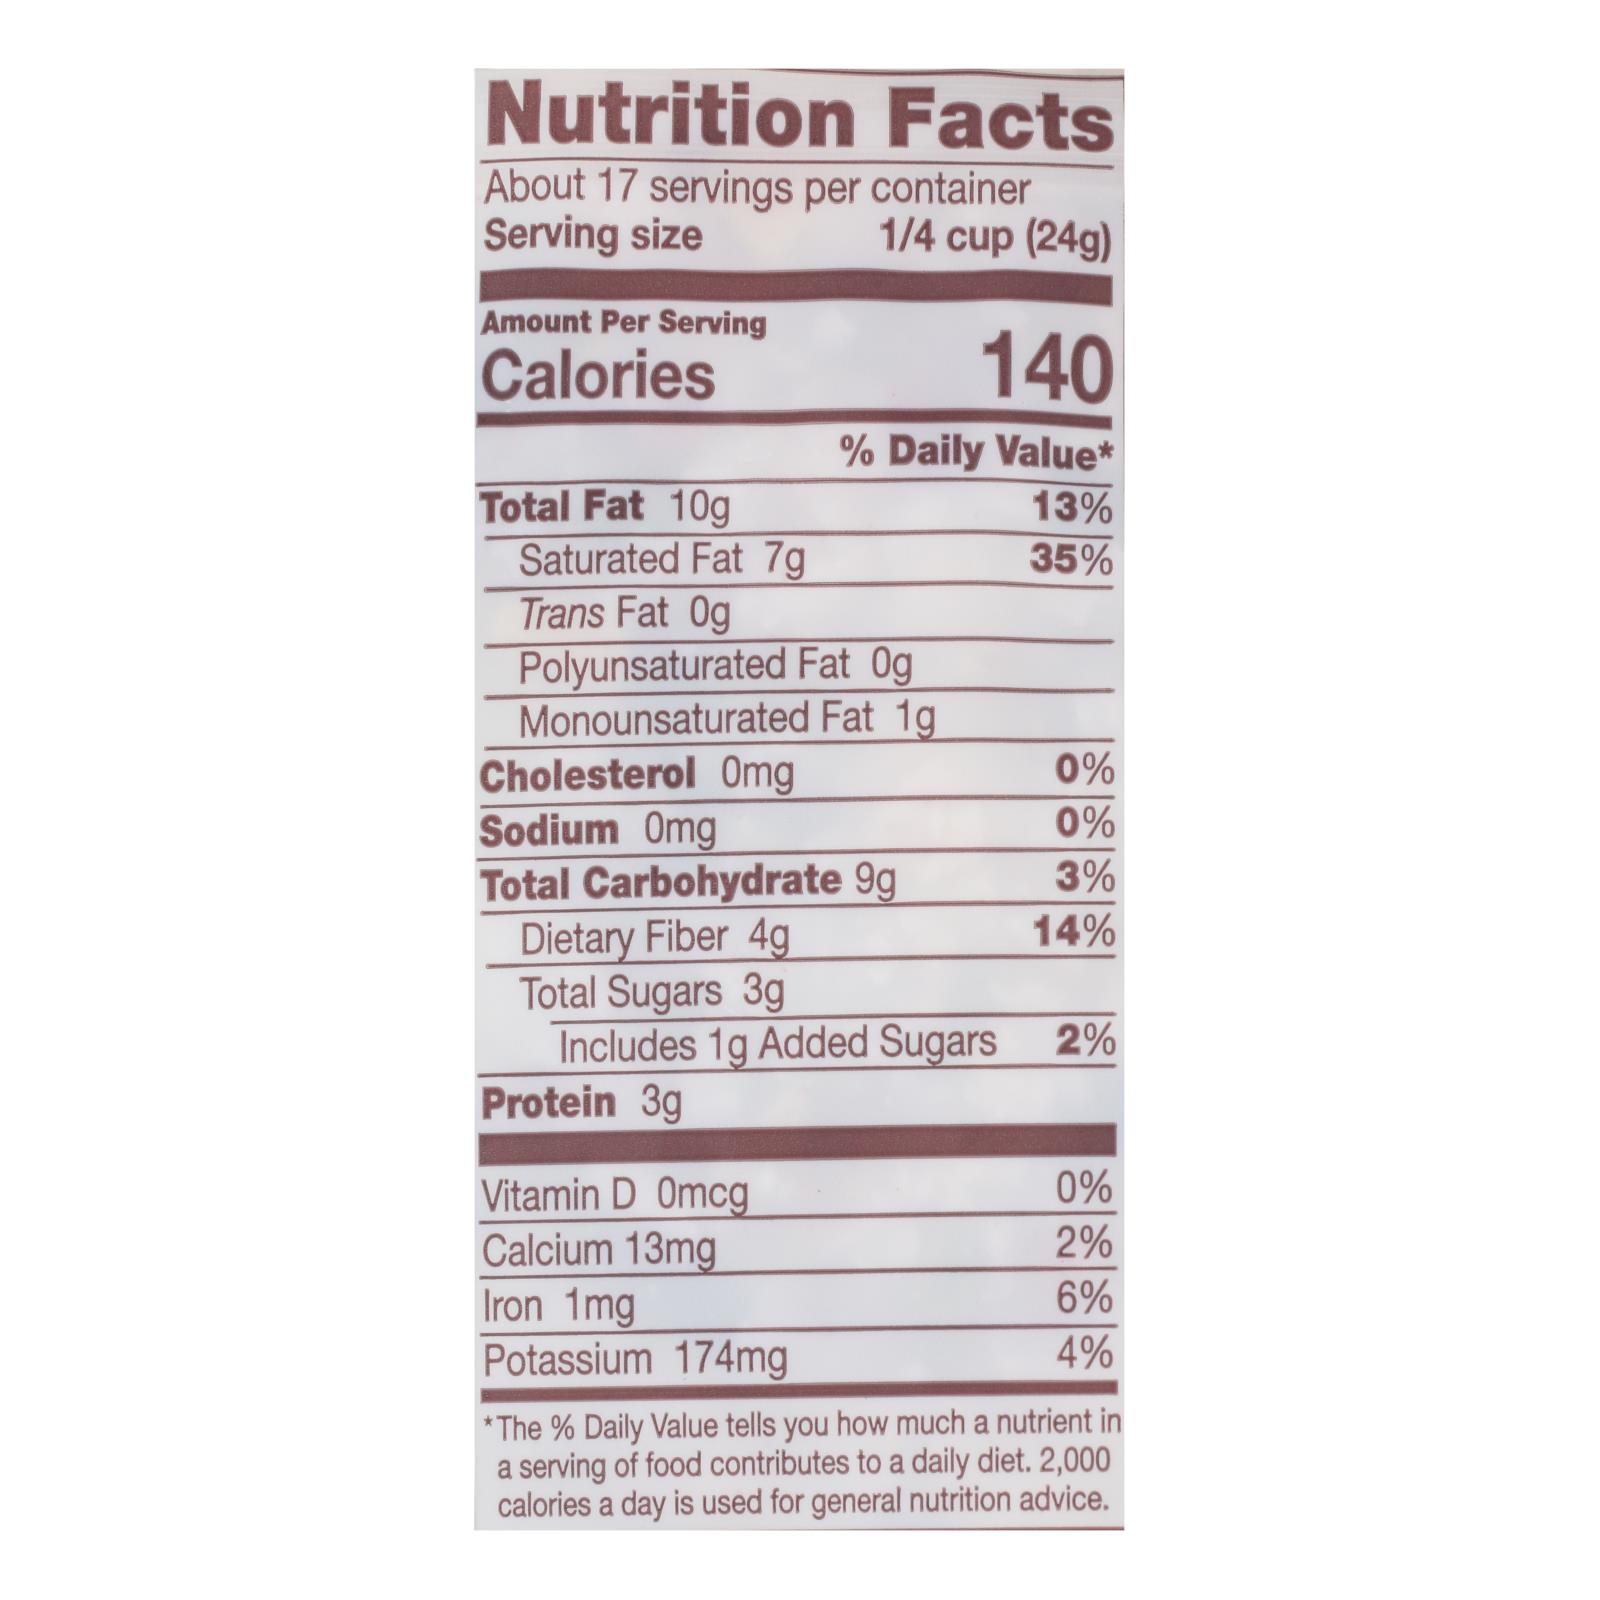 Nutrition Facts
About 17 servings per container
Serving size 1/4 cup (24g)
Amount Per Serving
Calories 140
% Daily Value*
Total Fat 10g 13%
Saturated Fat 7g 35%
Trans Fat 0g
Polyunsaturated Fat 0g
Monounsaturated Fat 1g
Cholesterol 0mg 0%
Sodium 0mg 0%
Total Carbohydrate 9g 3%
Dietary Fiber 4g 14%
Total Sugars 3g
Includes 1g Added Sugars 2%
Protein 3g
Vitamin D 0mcg 0%
Calcium 13mg 2%
Iron 1mg 6%
Potassium 174mg 4%
*The % Daily Value tells you how much a nutrient in
a serving of food contributes to a daily diet. 2,000
calories a day is used for general nutrition advice.